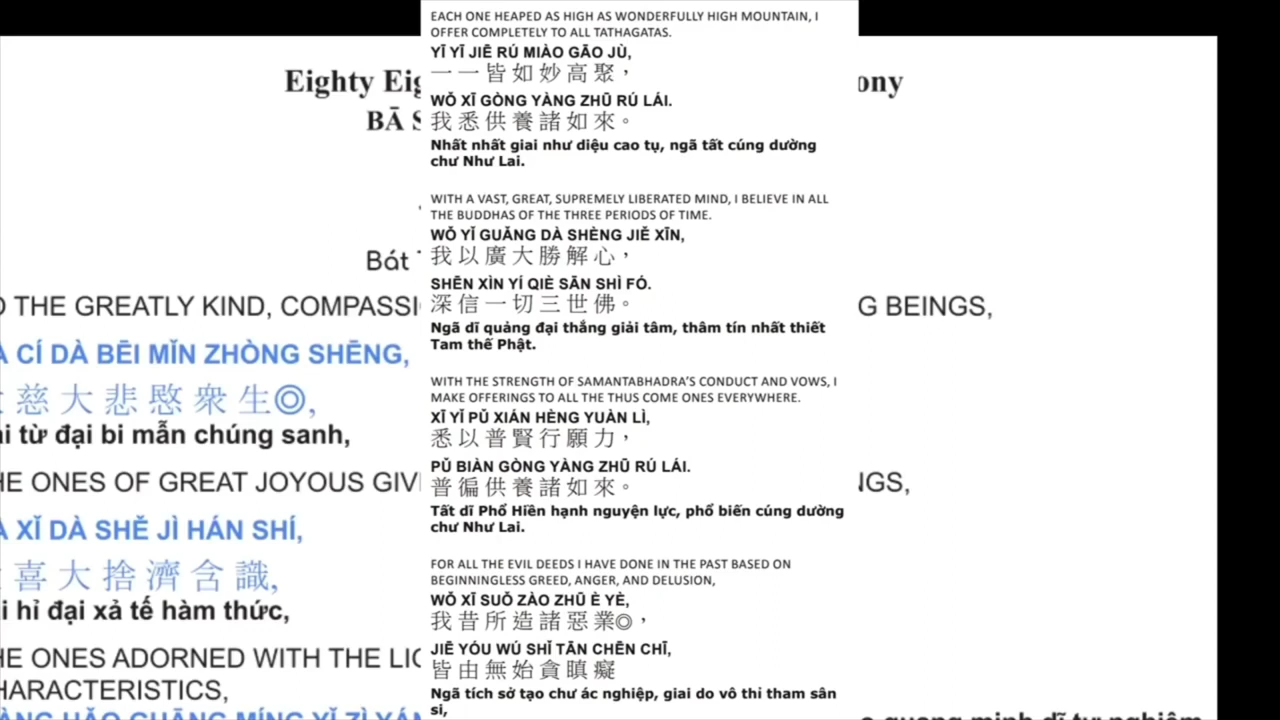 EACH ONE HEAPED AS HIGH AS WONDERFULLY HIGH MOUNTAIN, I
OFFER COMPLETELY TO ALL TATHAGATAS.
YĪ YĪ JIĒ RÚ MIÀO GĀO JÙ,
一一皆如妙高聚，
WǑ XĪ GÒNG YÀNG ZHŪ RÚ LÁI.
我悉供養諸如來。
Nhất nhất giai như diệu cao tụ, ngã tất cúng dường
chư Như Lai.
WITH A VAST, GREAT, SUPREMELY LIBERATED MIND, I BELIEVE IN ALL
THE BUDDHAS OF THE THREE PERIODS OF TIME.
WǑ YǏ GUǍNG DÀ SHÈNG JIĚ XĪN,
我以廣大勝解心，
SHĒN XÌN YÍ QIÈ SĀN SHÌ FÓ.
深信一切三世佛。
Ngã dĩ quảng đại thắng giải tâm, thâm tín nhất thiết
Tam thế Phật.
WITH THE STRENGTH OF SAMANTABHADRA'S CONDUCT AND VOWS, I
MAKE OFFERINGS TO ALL THE THUS COME ONES EVERYWHERE.
XĪ YǏ PǓ XIÁN HÈNG YUÀN LÌ,
悉以普賢行願力，
PǓ BIÀN GÒNG YÀNG ZHŪ RÚ LÁI.
普徧供養諸如來。
Tất dĩ Phổ Hiền hạnh nguyện lực, phổ biến cúng dường
chư Như Lai.
FOR ALL THE EVIL DEEDS I HAVE DONE IN THE PAST BASED ON
BEGINNINGLESS GREED, ANGER, AND DELUSION,
WǑ XĪ SUǑ ZÀO ZHŪ È YÈ,
我昔所造諸惡業◎，
JIĒ YÓU WÚ SHǏ TĀN CHĒN CHĪ,
皆由無始貪瞋癡
Ngã tích sở tạo chư ác nghiệp, giai do vô thỉ tham sân
si,
Eighty Eig ony
BĀ S
Bát
THE GREATLY KIND, COMPASSI G BEINGS,
CÍ DÀ BĒI MǏN ZHÒNG SHĒNG,
慈大悲愍衆生◎,
từ đại bi mẫn chúng sanh,
HE ONES OF GREAT JOYOUS GIV NGS,
XǏ DÀ SHĚ JÌ HÁN SHÍ,
喜大捨濟含識,
hỉ đại xả tế hàm thức,
HE ONES ADORNED WITH THE LIG
HARACTERISTICS,
HǍO GUĀNG MÍNG YǏ ZÌ
quang minh dĩ tự nghiêm